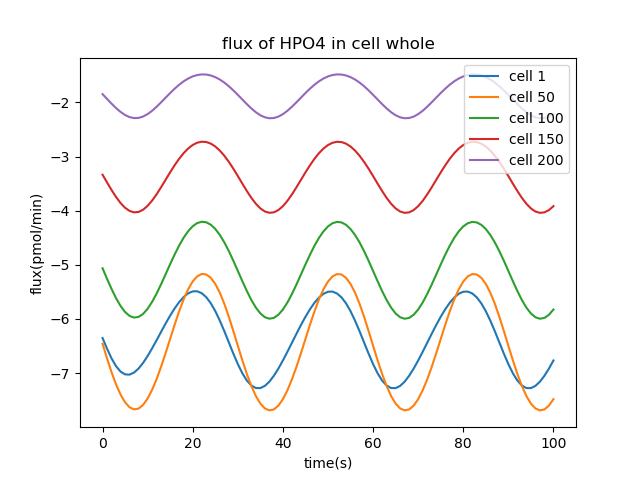 flux of HPO4 in cell whole
cell 1
cell 50
cell 100
cell 150
cell 200
flux(pmol/min)
−2
−3
−4
−5
−6
−7
0 20 40 60 80 100
time(s)